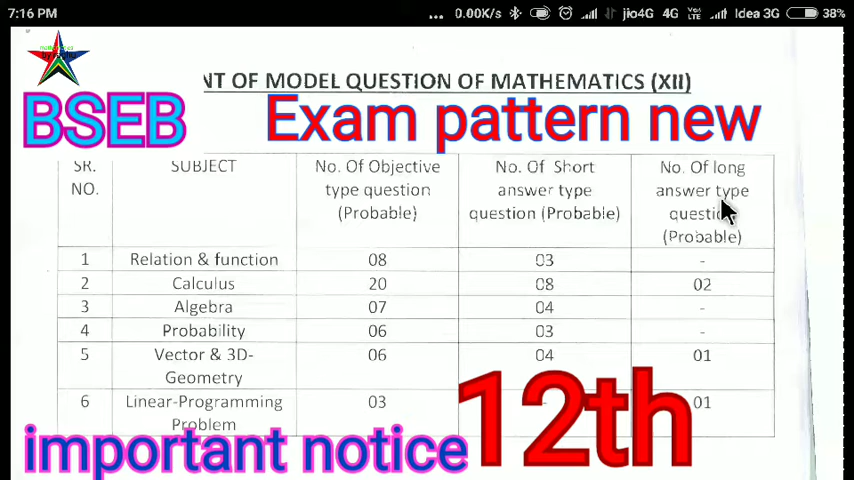 7:16 PM ... 0.00K/s jio4G 4G VoLTE Idea 3G 38%
NT OF MODEL QUESTION OF MATHEMATICS (XII)
BSEB Exam pattern new
SR. NO. SUBJECT No. Of Objective type question (Probable) No. Of Short answer type question (Probable) No. Of long answer type question (Probable)
1 Relation & function 08 03 -
2 Calculus 20 08 02
3 Algebra 07 04 -
4 Probability 06 03 -
5 Vector & 3D-Geometry 06 04 01
6 Linear-Programming Problem 03 01
12th
important notice